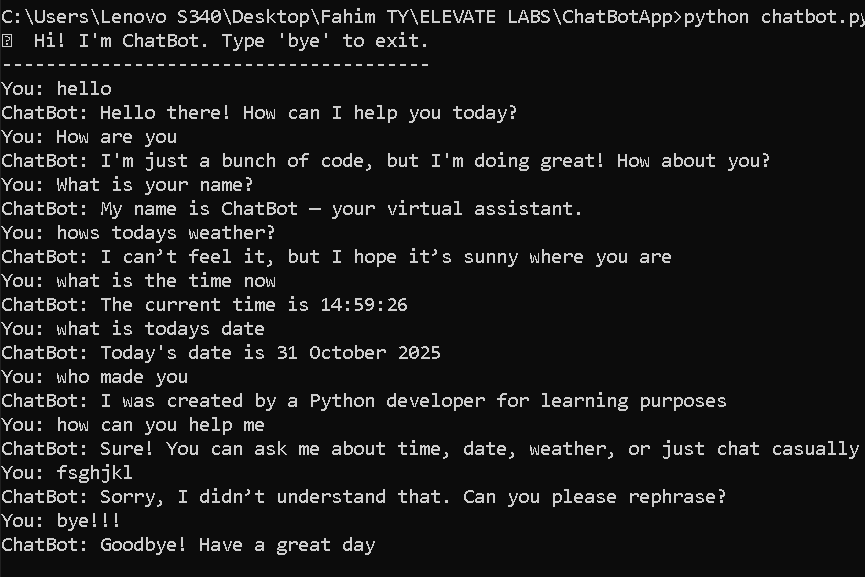 C:\Users\Lenovo S340\Desktop\Fahim TY\ELEVATE LABS\ChatBotApp>python chatbot.py
Hi! I'm ChatBot. Type 'bye' to exit.
---------------------------------------
You: hello
ChatBot: Hello there! How can I help you today?
You: How are you
ChatBot: I'm just a bunch of code, but I'm doing great! How about you?
You: What is your name?
ChatBot: My name is ChatBot — your virtual assistant.
You: hows todays weather?
ChatBot: I can’t feel it, but I hope it’s sunny where you are
You: what is the time now
ChatBot: The current time is 14:59:26
You: what is todays date
ChatBot: Today's date is 31 October 2025
You: who made you
ChatBot: I was created by a Python developer for learning purposes
You: how can you help me
ChatBot: Sure! You can ask me about time, date, weather, or just chat casually
You: fsghjkl
ChatBot: Sorry, I didn’t understand that. Can you please rephrase?
You: bye!!!
ChatBot: Goodbye! Have a great day